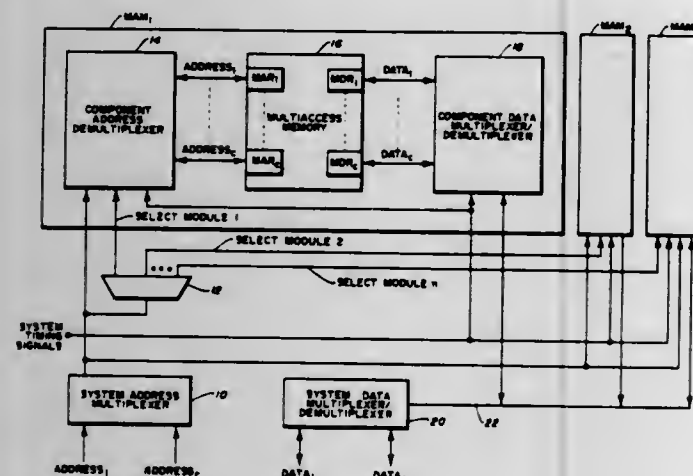 MAM₁
MAM₂
MAM
14
16
18
ADDRESS₁
MAR₁
MDR₁
DATA₁
COMPONENT
ADDRESS
DEMULTIPLEXER
MULTIACCESS
MEMORY
COMPONENT DATA
MULTIPLEXER/
DEMULTIPLEXER
ADDRESSc
MARc
MDRc
DATAc
SELECT MODULE 1
SELECT MODULE 2
12
SELECT MODULE n
SYSTEM
TIMING
SIGNALS
SYSTEM ADDRESS
MULTIPLEXER
10
SYSTEM DATA
MULTIPLEXER/
DEMULTIPLEXER
20
22
ADDRESS₁
DATA